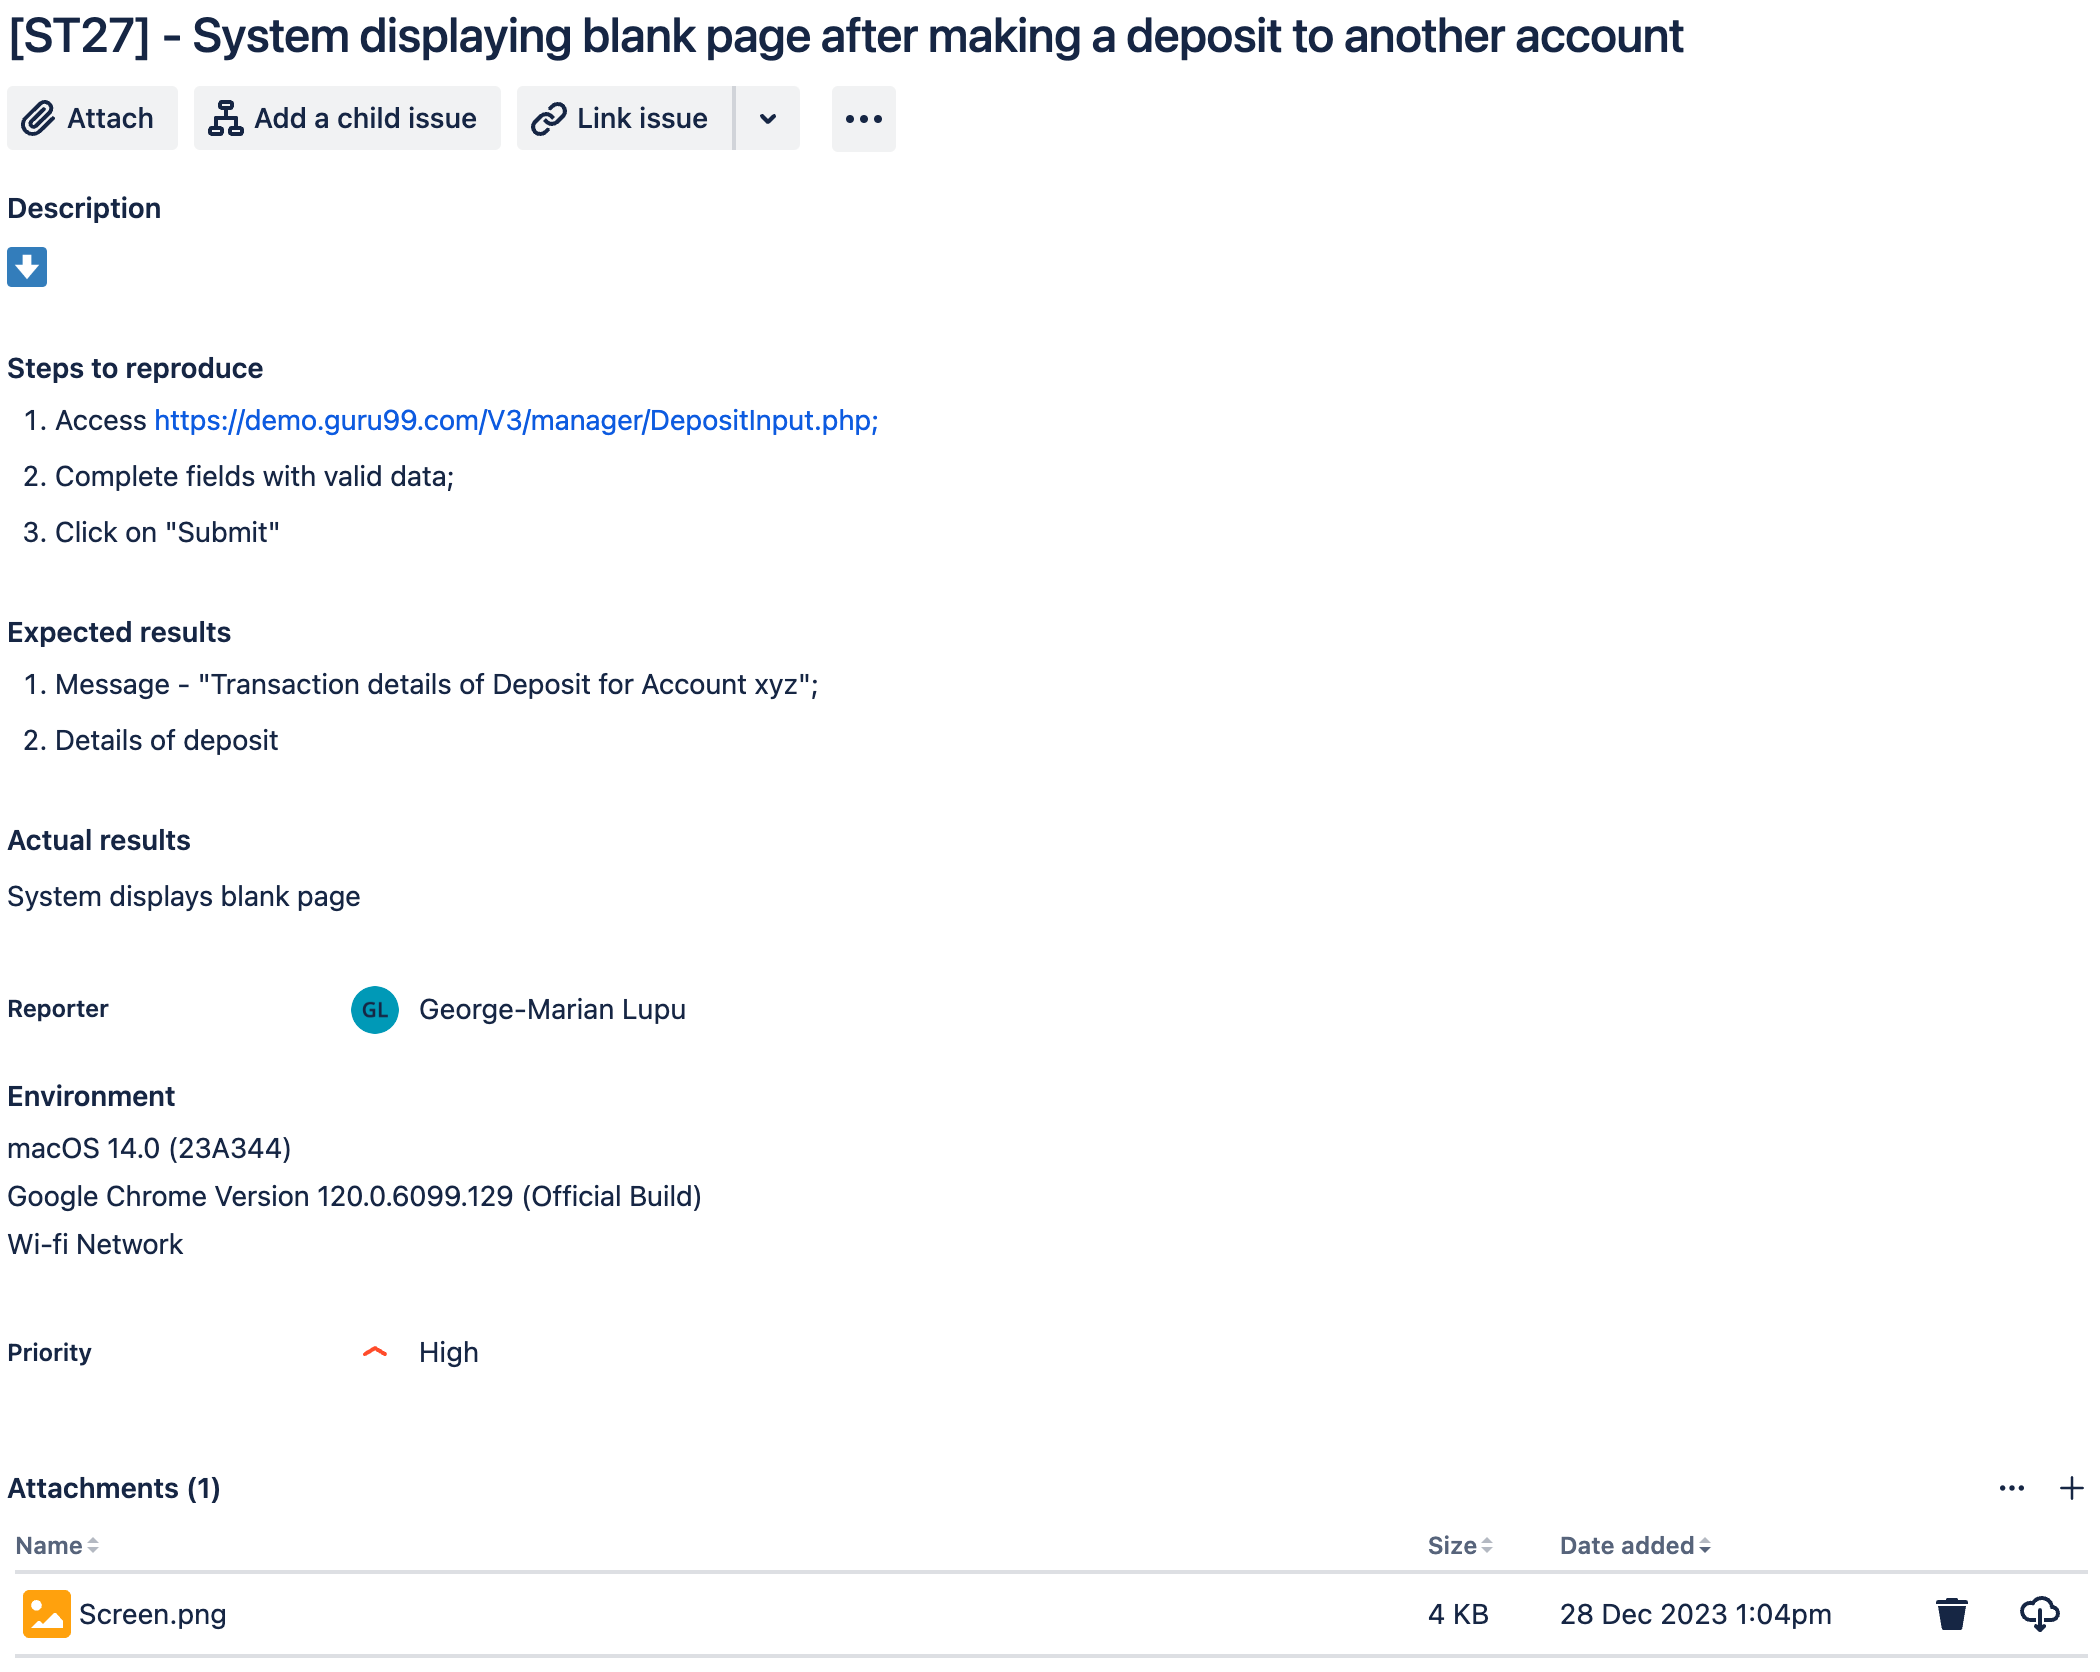 [ST27] - System displaying blank page after making a deposit to another account
Attach Add a child issue Link issue
Description
Steps to reproduce
1. Access https://demo.guru99.com/V3/manager/DepositInput.php;
2. Complete fields with valid data;
3. Click on "Submit"
Expected results
1. Message - "Transaction details of Deposit for Account xyz";
2. Details of deposit
Actual results
System displays blank page
Reporter GL George-Marian Lupu
Environment
macOS 14.0 (23A344)
Google Chrome Version 120.0.6099.129 (Official Build)
Wi-fi Network
Priority High
Attachments (1)
Name Size Date added
Screen.png 4 KB 28 Dec 2023 1:04pm